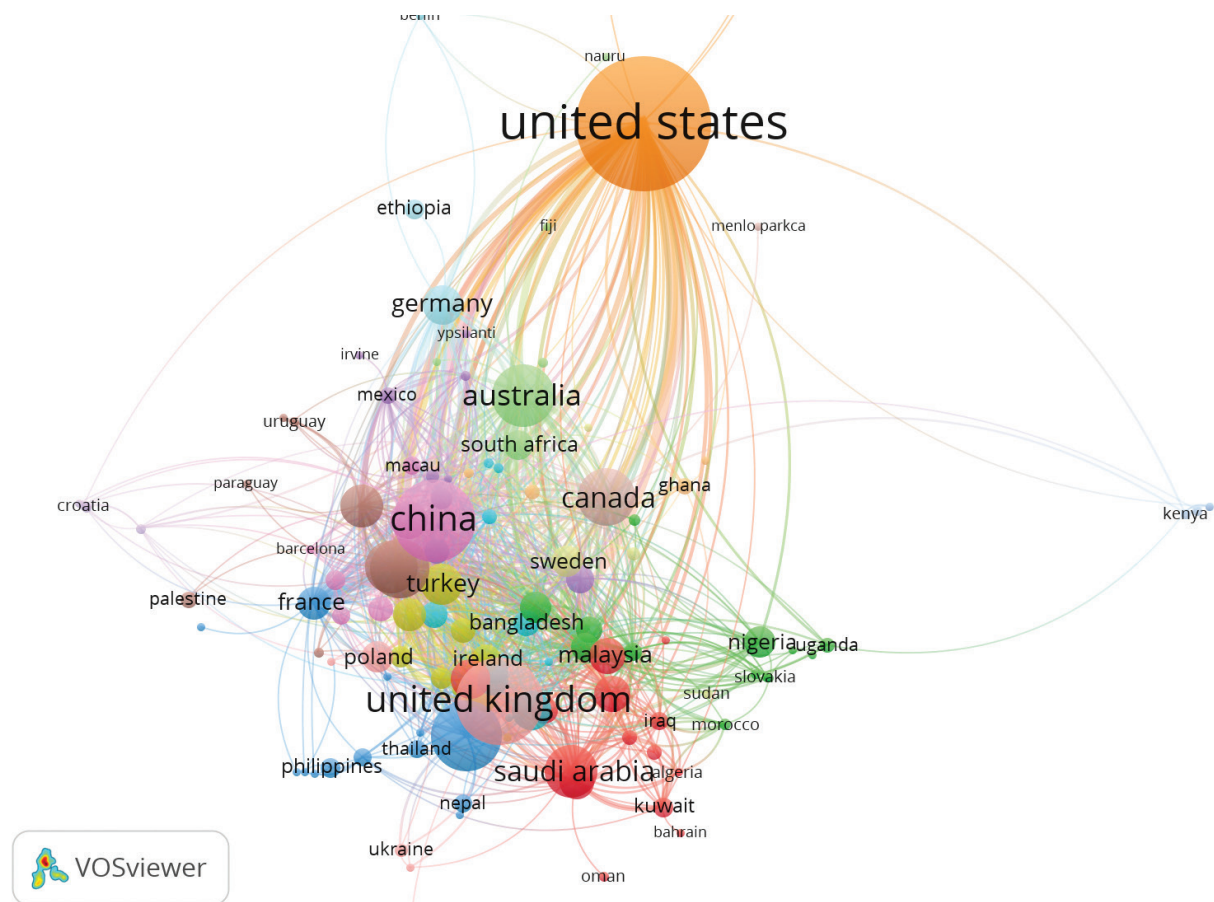 berlin
nauru
united states
ethiopia
fiji
menlo parkca
germany
ypsilanti
irvine
mexico
australia
uruguay
south africa
macau
paraguay
canada
ghana
croatia
china
kenya
barcelona
sweden
turkey
palestine
france
bangladesh
nigeria
uganda
poland
ireland
malaysia
slovakia
united kingdom
sudan
iraq
morocco
thailand
philippines
saudi arabia
algeria
nepal
kuwait
bahrain
ukraine
oman
VOSviewer